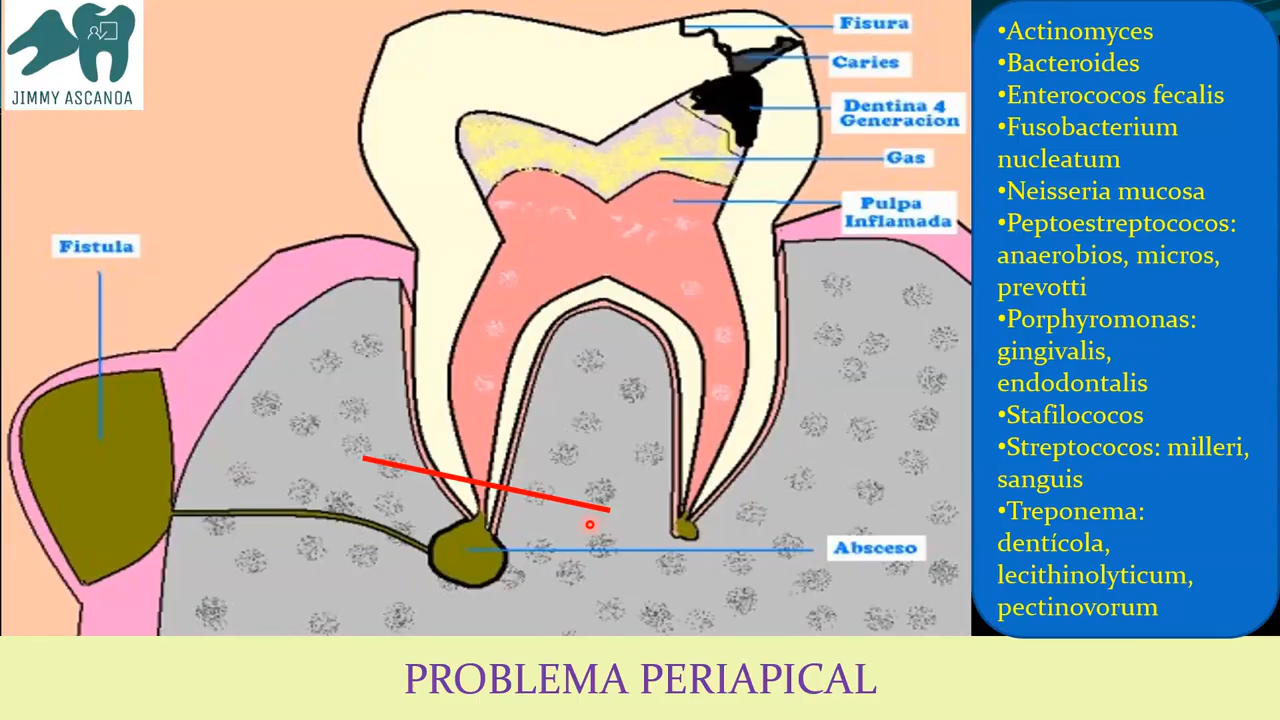 JIMMY ASCANOA
Fisura
Caries
Dentina 4
Generacion
Gas
Pulpa
Inflamada
Fistula
Absceso
•Actinomyces
•Bacteroides
•Enterococos fecalis
•Fusobacterium
nucleatum
•Neisseria mucosa
•Peptoestreptococos:
anaerobios, micros,
prevotti
•Porphyromonas:
gingivalis,
endodontalis
•Stafilococos
•Streptococos: milleri,
sanguis
•Treponema:
dentícola,
lecithinolyticum,
pectinovorum
PROBLEMA PERIAPICAL